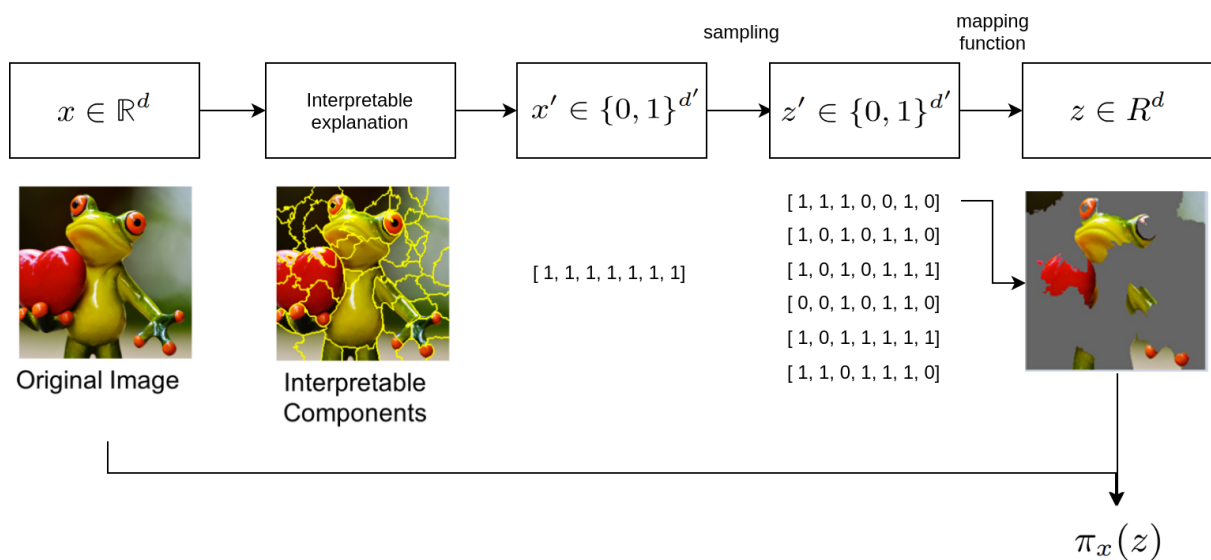 sampling
mapping
function
x ∈ ℝ^d
Interpretable
explanation
x′ ∈ {0, 1}^{d′}
z′ ∈ {0, 1}^{d′}
z ∈ R^d
[ 1, 1, 1, 0, 0, 1, 0]
[ 1, 0, 1, 0, 1, 1, 0]
[ 1, 0, 1, 0, 1, 1, 1]
[ 0, 0, 1, 0, 1, 1, 0]
[ 1, 0, 1, 1, 1, 1, 1]
[ 1, 1, 0, 1, 1, 1, 0]
[ 1, 1, 1, 1, 1, 1, 1]
Original Image
Interpretable
Components
π_x(z)